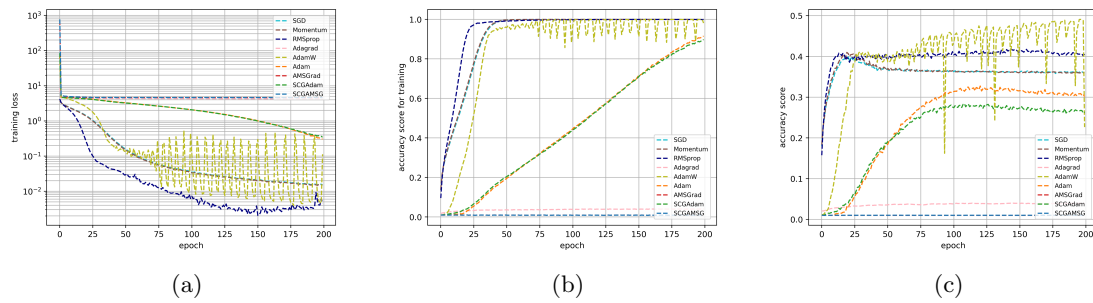 10³
10²
10¹
10⁰
10⁻¹
10⁻²
training loss
0 25 50 75 100 125 150 175 200
epoch
SGD
Momentum
RMSprop
Adagrad
AdamW
Adam
AMSGrad
SCGAdam
SCGAMSG
(a)
1.0
0.8
0.6
0.4
0.2
0.0
accuracy score for training
0 25 50 75 100 125 150 175 200
epoch
SGD
Momentum
RMSprop
Adagrad
AdamW
Adam
AMSGrad
SCGAdam
SCGAMSG
(b)
0.5
0.4
0.3
0.2
0.1
0.0
accuracy score
0 25 50 75 100 125 150 175 200
epoch
SGD
Momentum
RMSprop
Adagrad
AdamW
Adam
AMSGrad
SCGAdam
SCGAMSG
(c)